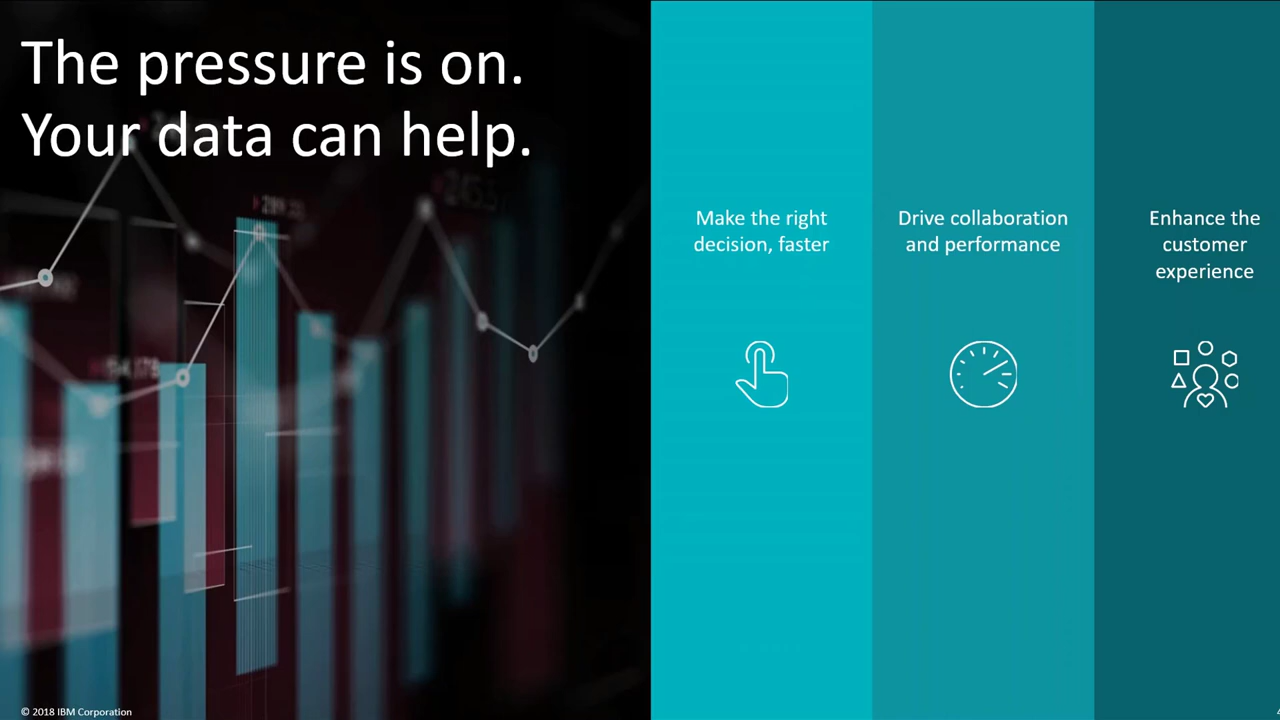 The pressure is on.
Your data can help.
Make the right
decision, faster
Drive collaboration
and performance
Enhance the
customer
experience
© 2018 IBM Corporation